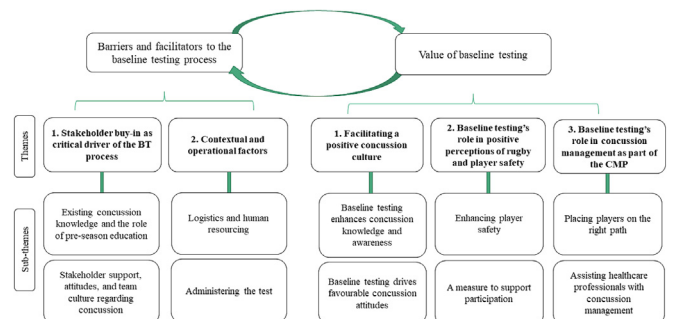 Barriers and facilitators to the
baseline testing process
Value of baseline testing
Themes
1. Stakeholder buy-in as
critical driver of the BT
process
2. Contextual and
operational factors
1. Facilitating a
positive concussion
culture
2. Baseline testing's
role in positive
perceptions of rugby
and player safety
3. Baseline testing's
role in concussion
management as part of
the CMP
Sub-themes
Existing concussion
knowledge and the role
of pre-season education
Logistics and human
resourcing
Baseline testing
enhances concussion
knowledge and
awareness
Enhancing player
safety
Placing players on the
right path
Stakeholder support,
attitudes, and team
culture regarding
concussion
Administering the test
Baseline testing drives
favourable concussion
attitudes
A measure to support
participation
Assisting healthcare
professionals with
concussion
management